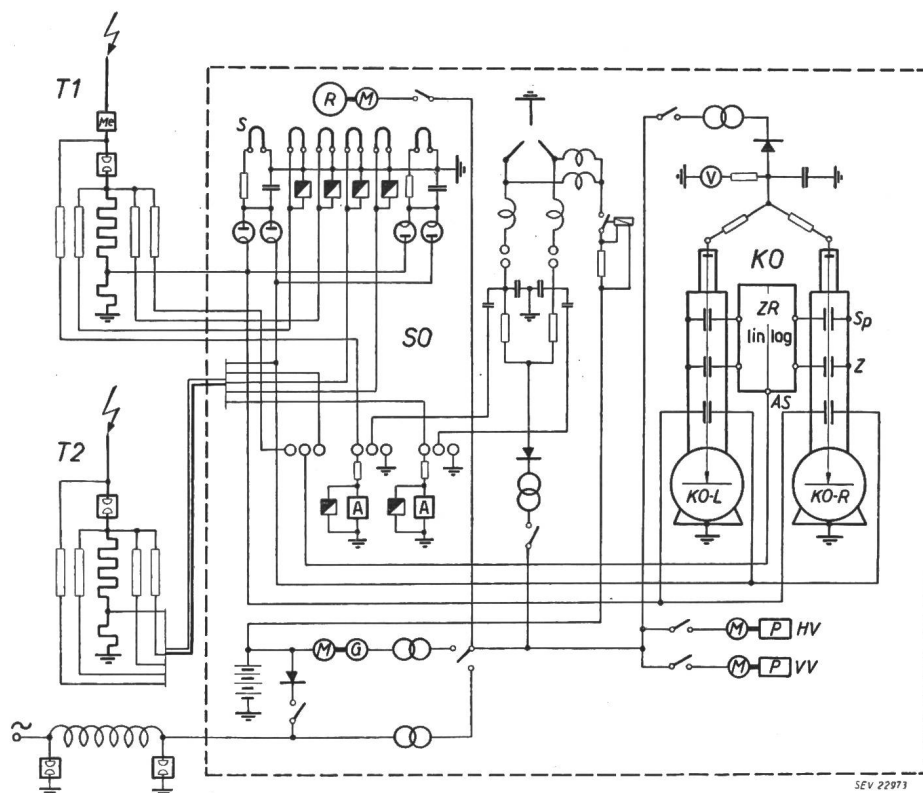 T1
Me
R M
S
V
KO
ZR
lin log
Sp
Z
AS
SO
T2
A A
KO-L
KO-R
M G
M P HV
M P VV
~
SEV 22973